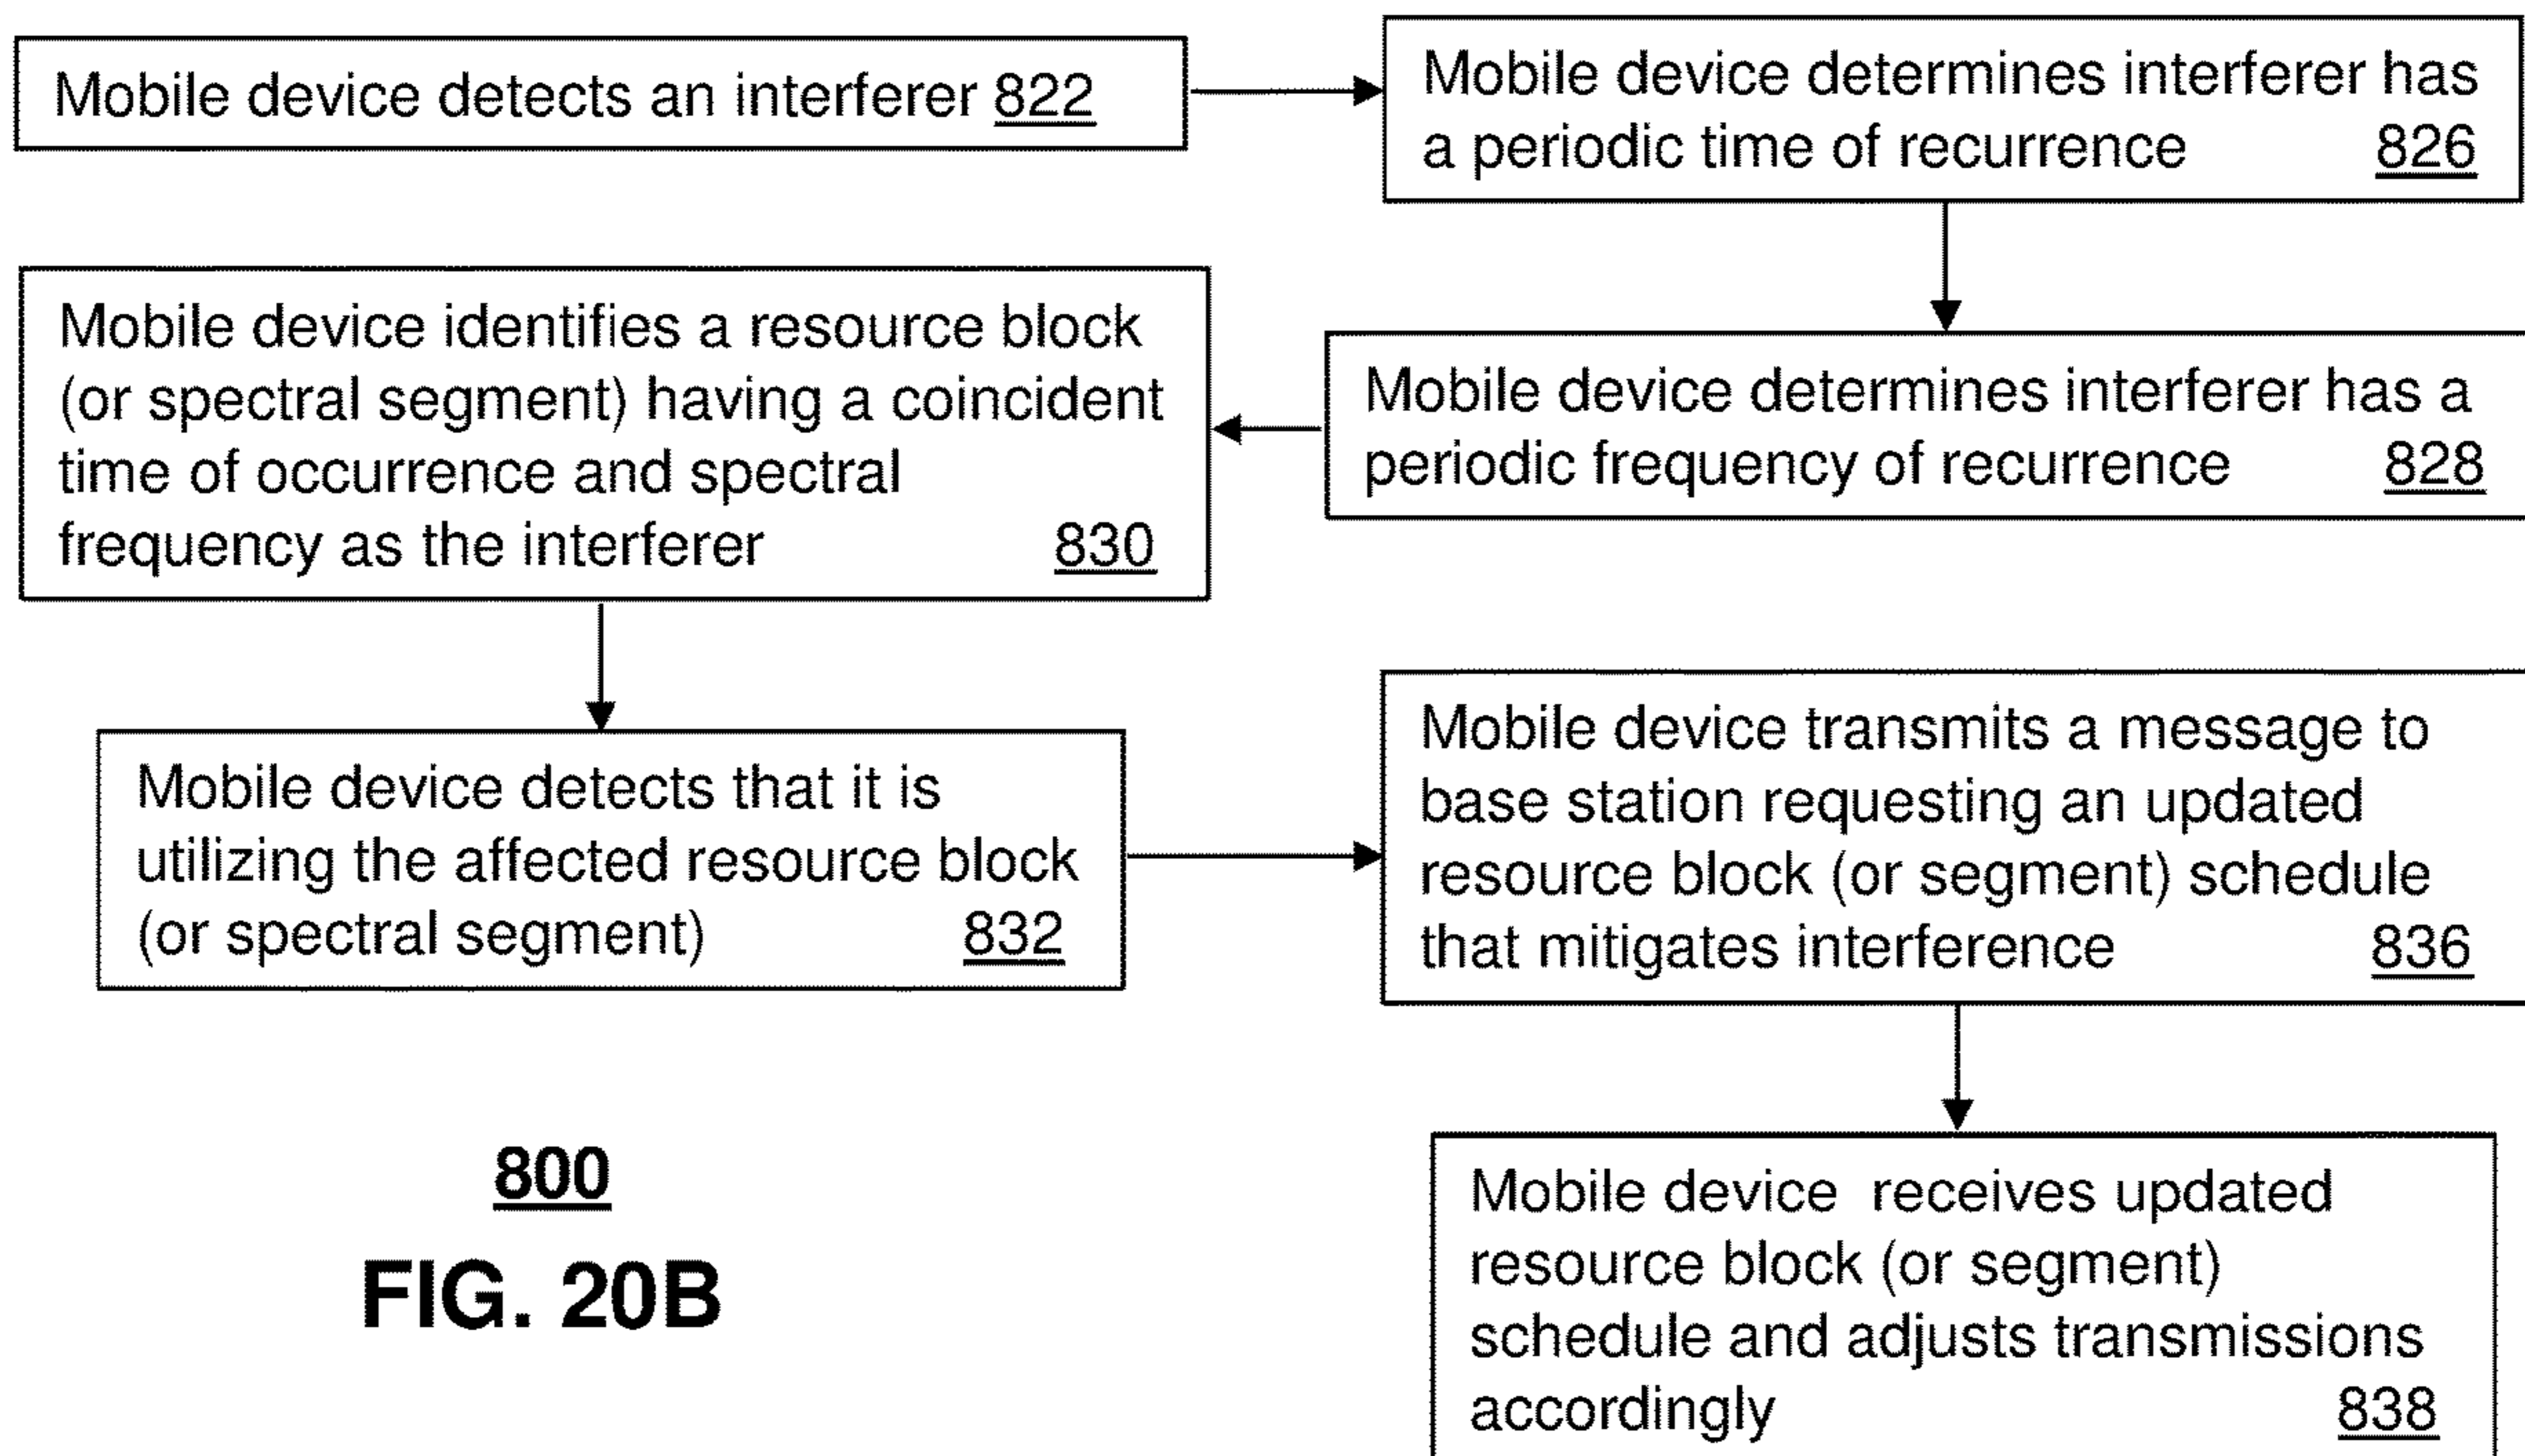 Mobile device detects an interferer 822
Mobile device determines interferer has
a periodic time of recurrence 826
Mobile device determines interferer has a
periodic frequency of recurrence 828
Mobile device identifies a resource block
(or spectral segment) having a coincident
time of occurrence and spectral
frequency as the interferer 830
Mobile device detects that it is
utilizing the affected resource block
(or spectral segment) 832
Mobile device transmits a message to
base station requesting an updated
resource block (or segment) schedule
that mitigates interference 836
Mobile device receives updated
resource block (or segment)
schedule and adjusts transmissions
accordingly 838
800
FIG. 20B